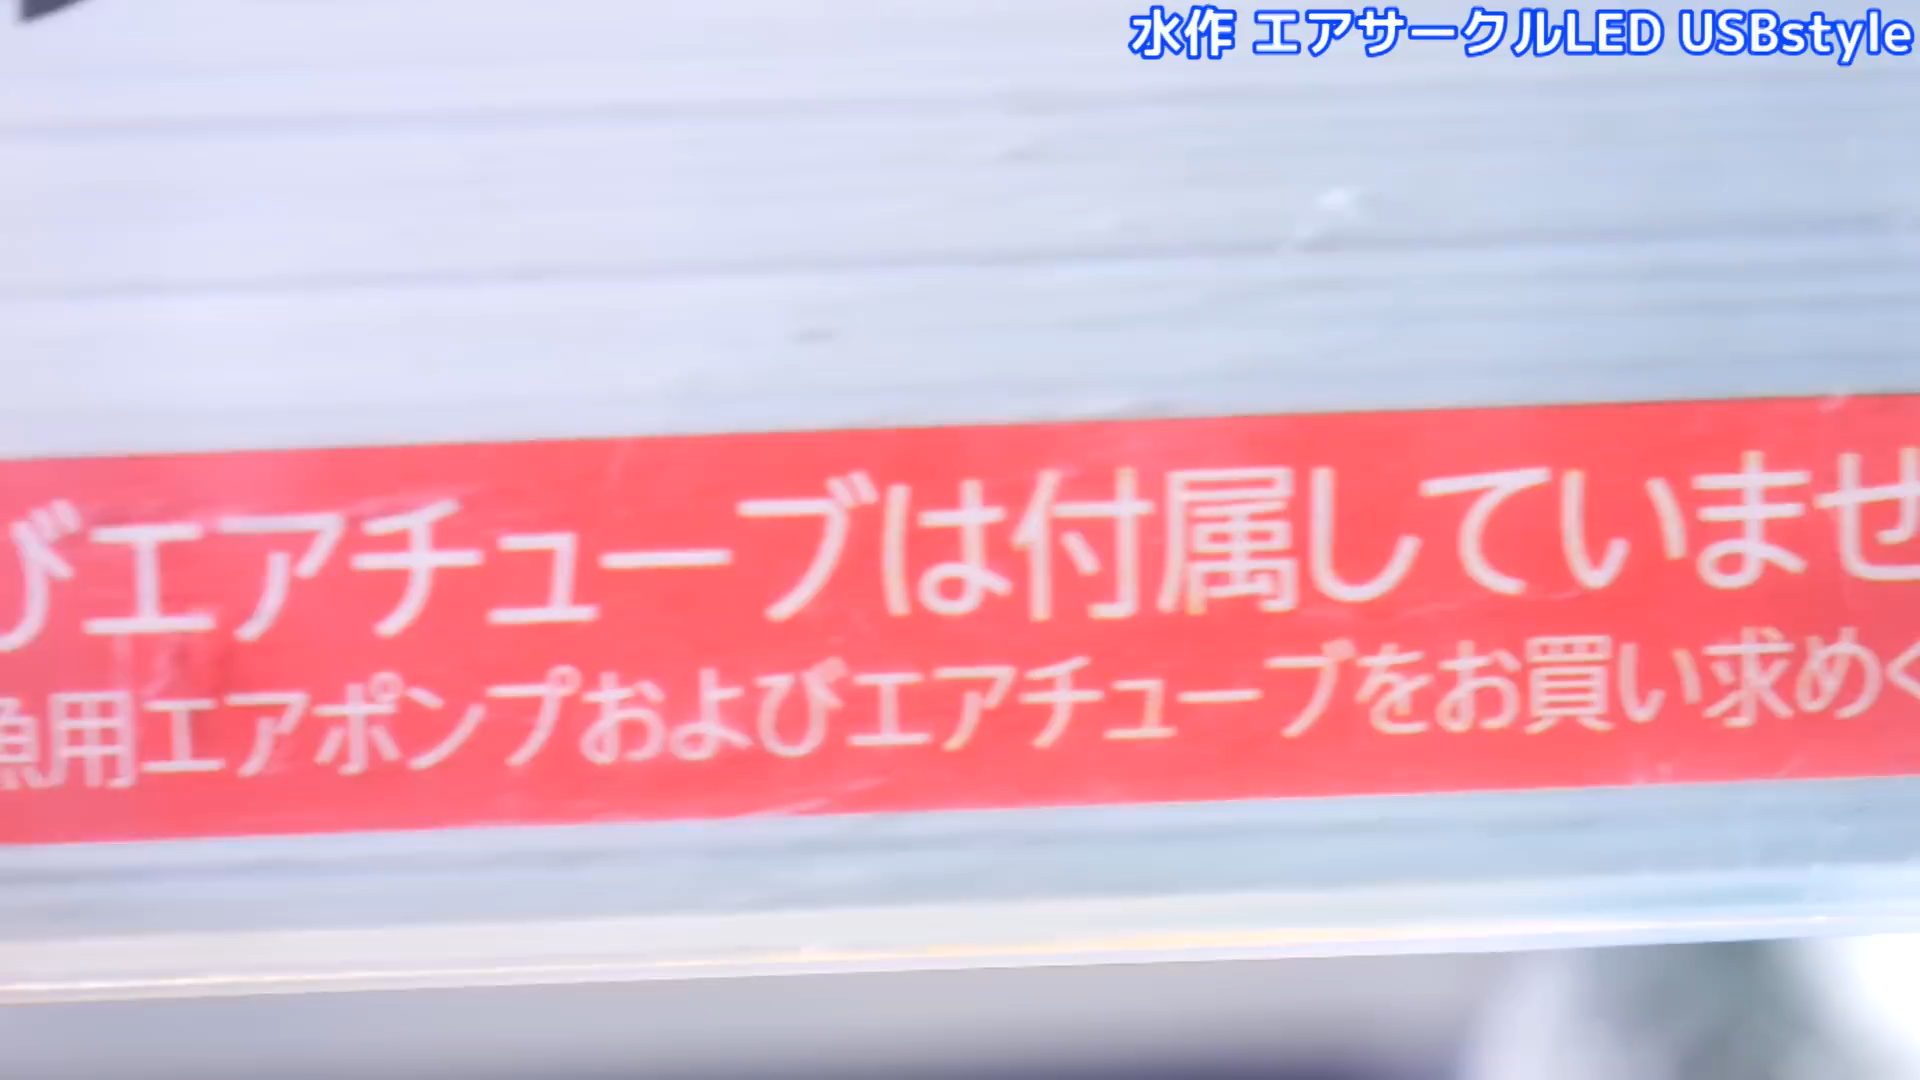 水作 エアサークルLED USBstyle
びエアチューブは付属していませ
魚用エアポンプおよびエアチューブをお買い求めく